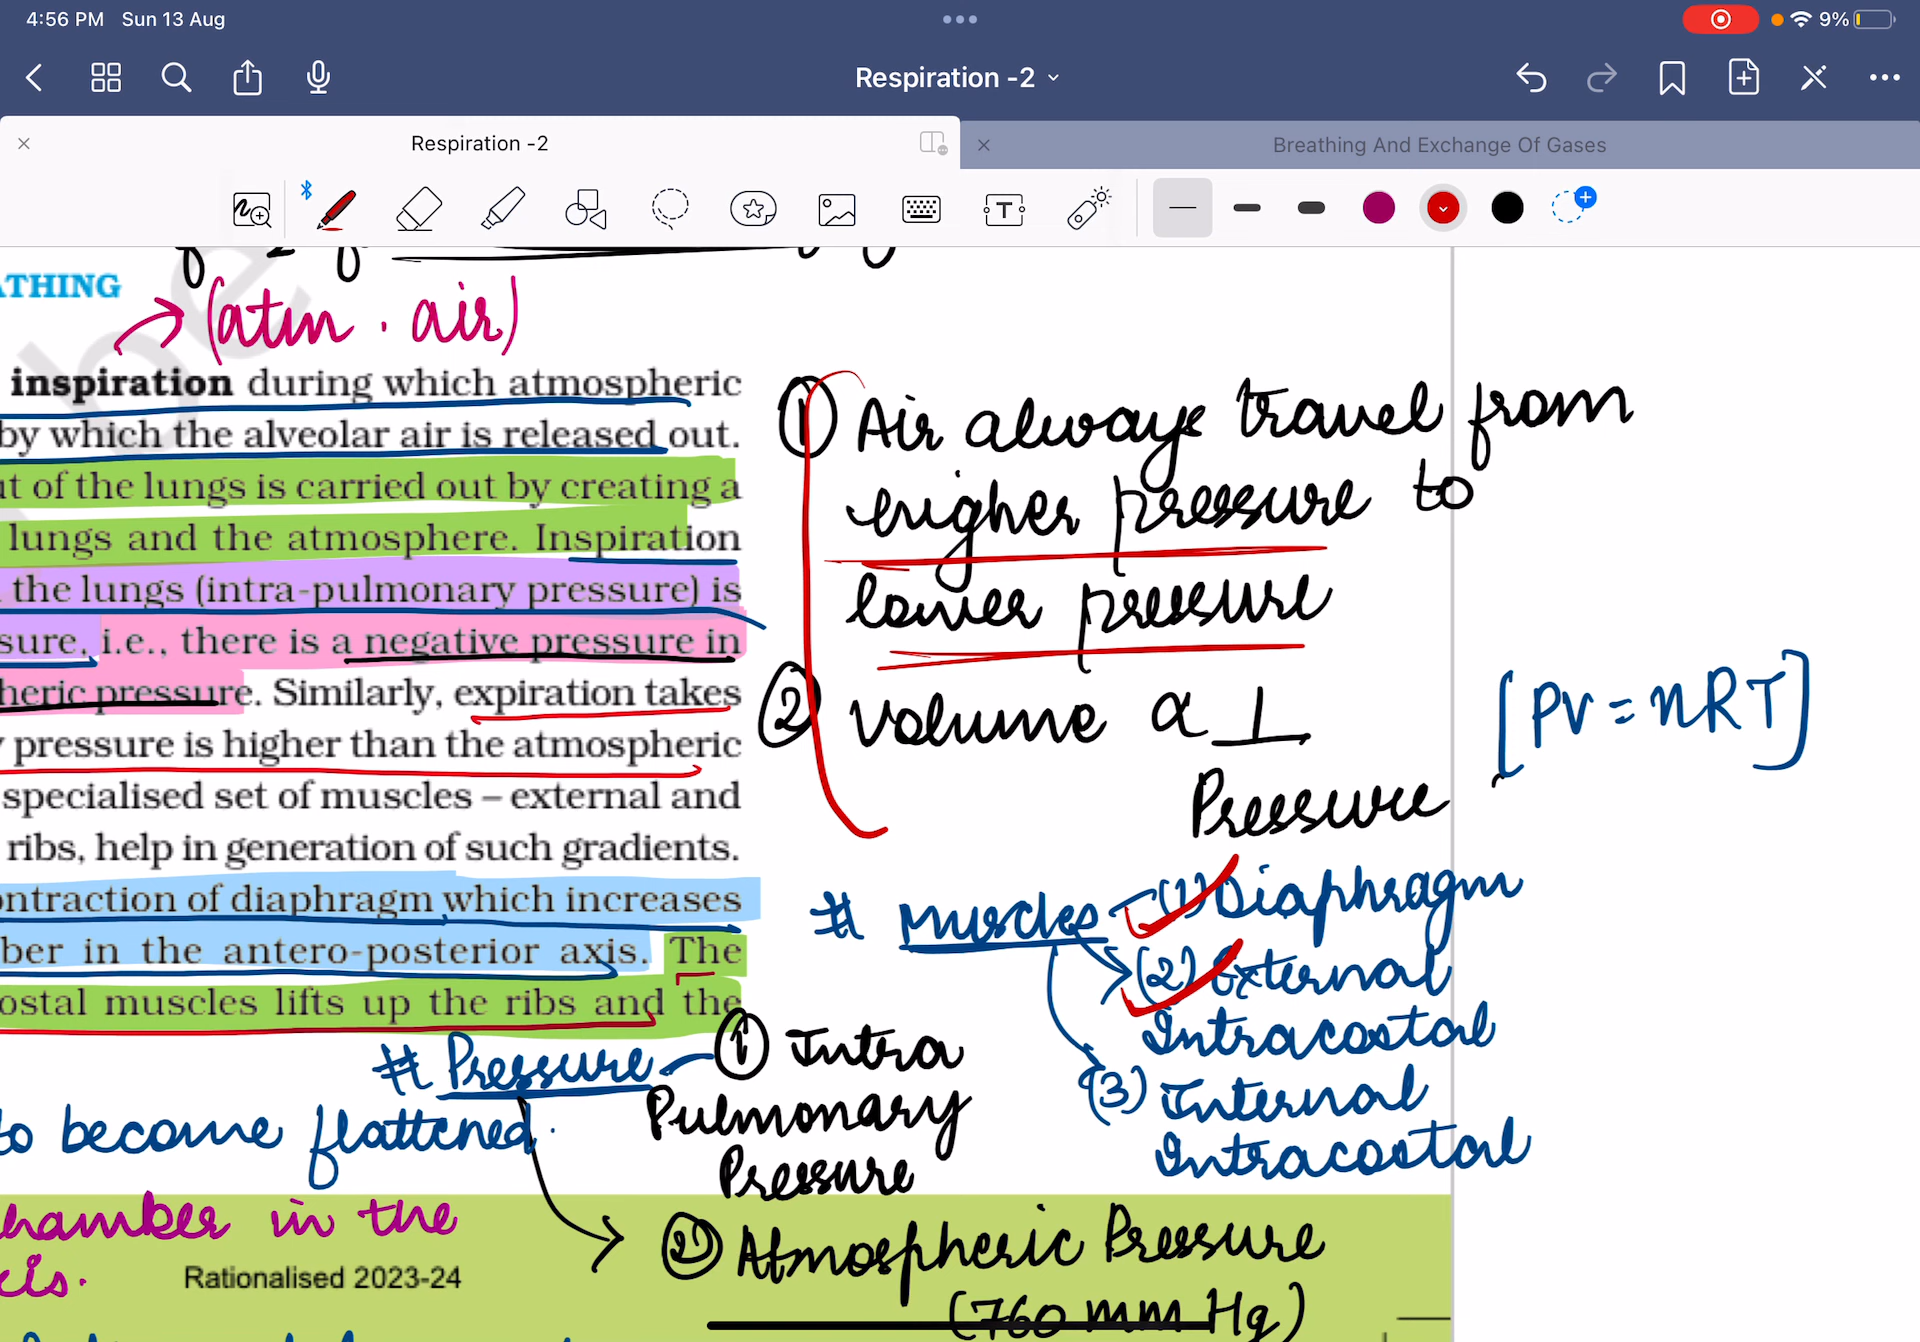 4:56 PM Sun 13 Aug
9%
Respiration -2
Respiration -2
Breathing And Exchange Of Gases
T
ATHING
(atm . air)
inspiration during which atmospheric
by which the alveolar air is released out.
ut of the lungs is carried out by creating a
lungs and the atmosphere. Inspiration
the lungs (intra-pulmonary pressure) is
sure, i.e., there is a negative pressure in
heric pressure. Similarly, expiration takes
y pressure is higher than the atmospheric
specialised set of muscles – external and
ribs, help in generation of such gradients.
ontraction of diaphragm which increases
ber in the antero-posterior axis. The
ostal muscles lifts up the ribs and the
① Air always travel from
higher pressure to
lower pressure
② Volume α 1
Pressure
[PV = nRT]
# Muscles (1) Diaphragm
(2) External
Intracostal
(3) Internal
Intracostal
# Pressure ① Intra
Pulmonary
Pressure
② Atmospheric Pressure
(760 mm Hg)
to become flattened.
hamber in the
Rationalised 2023-24